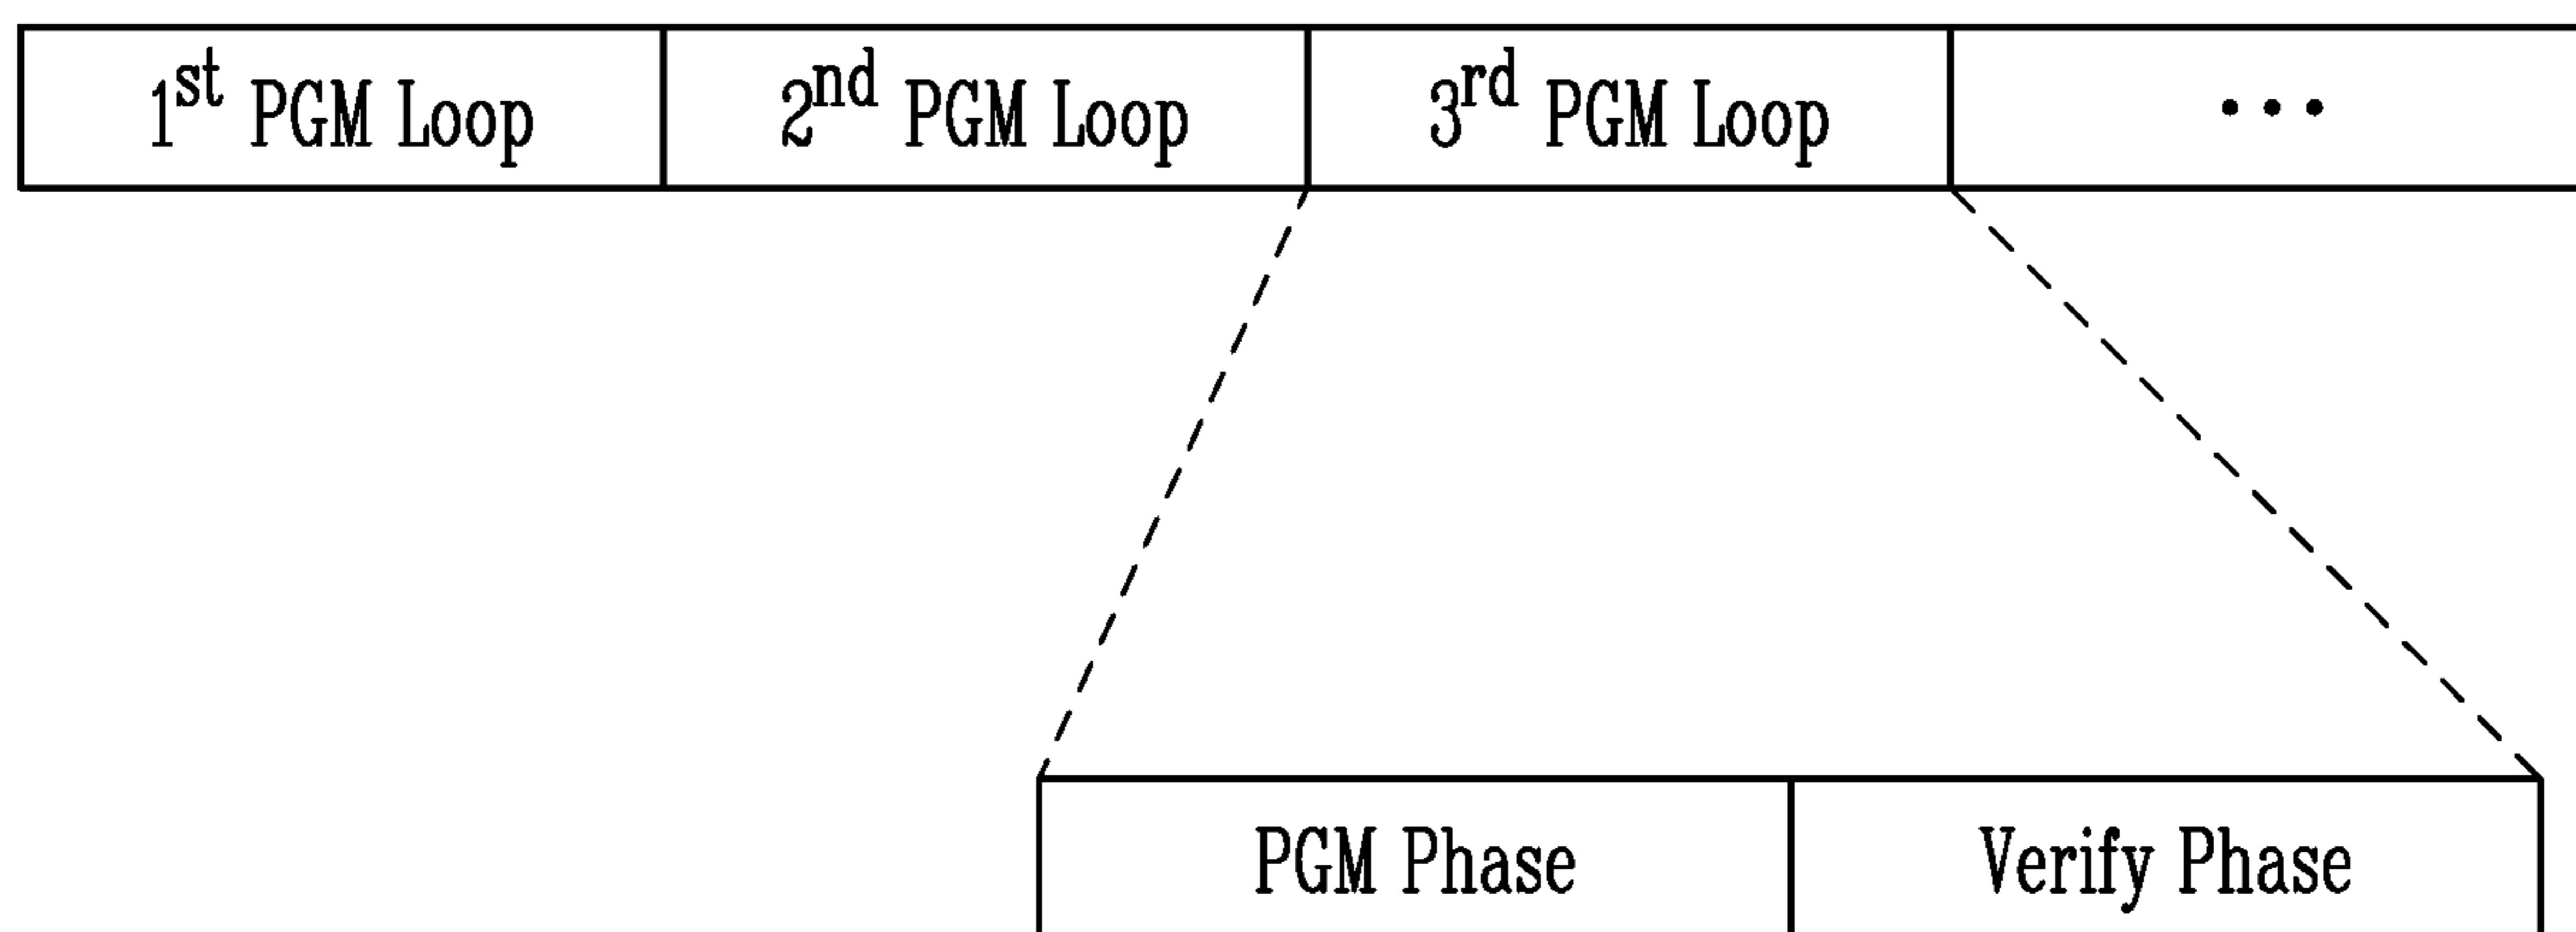 1st PGM Loop 2nd PGM Loop 3rd PGM Loop ...
PGM Phase Verify Phase